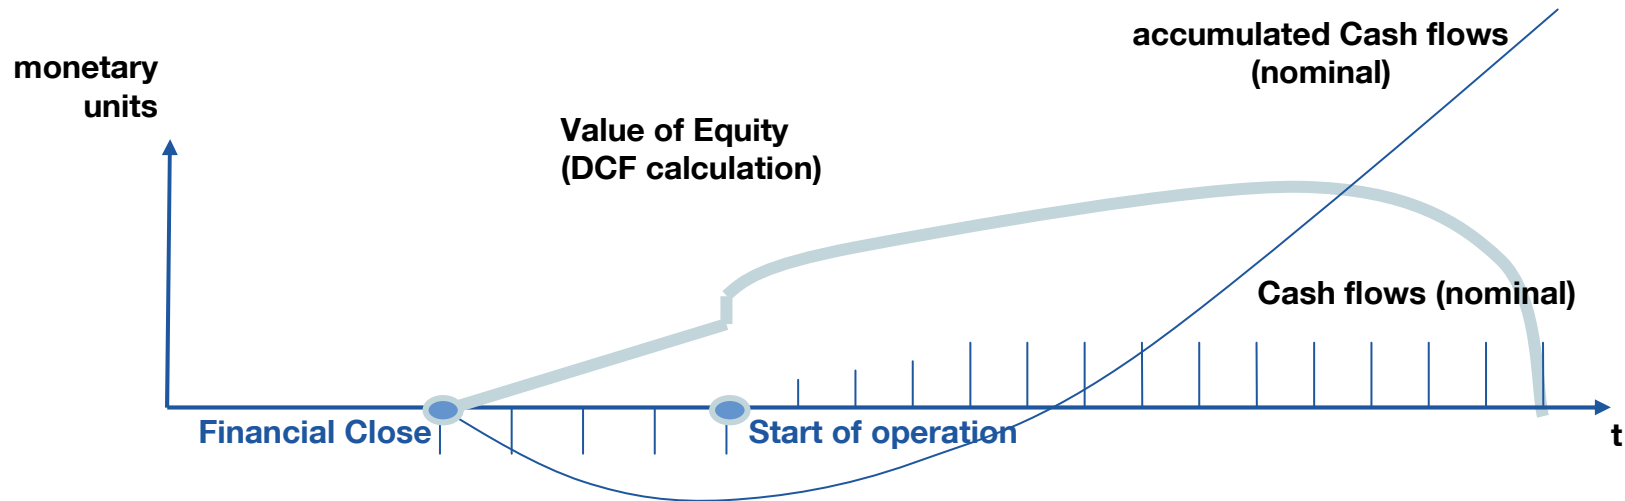 accumulated Cash flows
(nominal)
monetary
units
Value of Equity
(DCF calculation)
Cash flows (nominal)
Financial Close
Start of operation
t